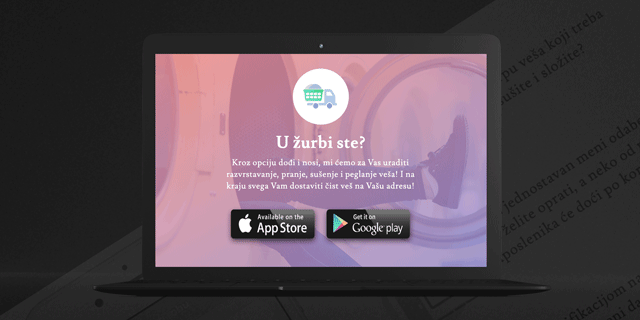 U žurbi ste?
Kroz opciju dođi i nosi, mi ćemo za Vas uraditi
razvrstavanje, pranje, sušenje i peglanje veša! I na
kraju svega Vam dostaviti čist veš na Vašu adresu!
Available on the
App Store
Get it on
Google play
pu veša koji treba
ušite i složite?
jednostavan meni odab
želite oprati, a neko od
poslenika će doći po
fikacijom